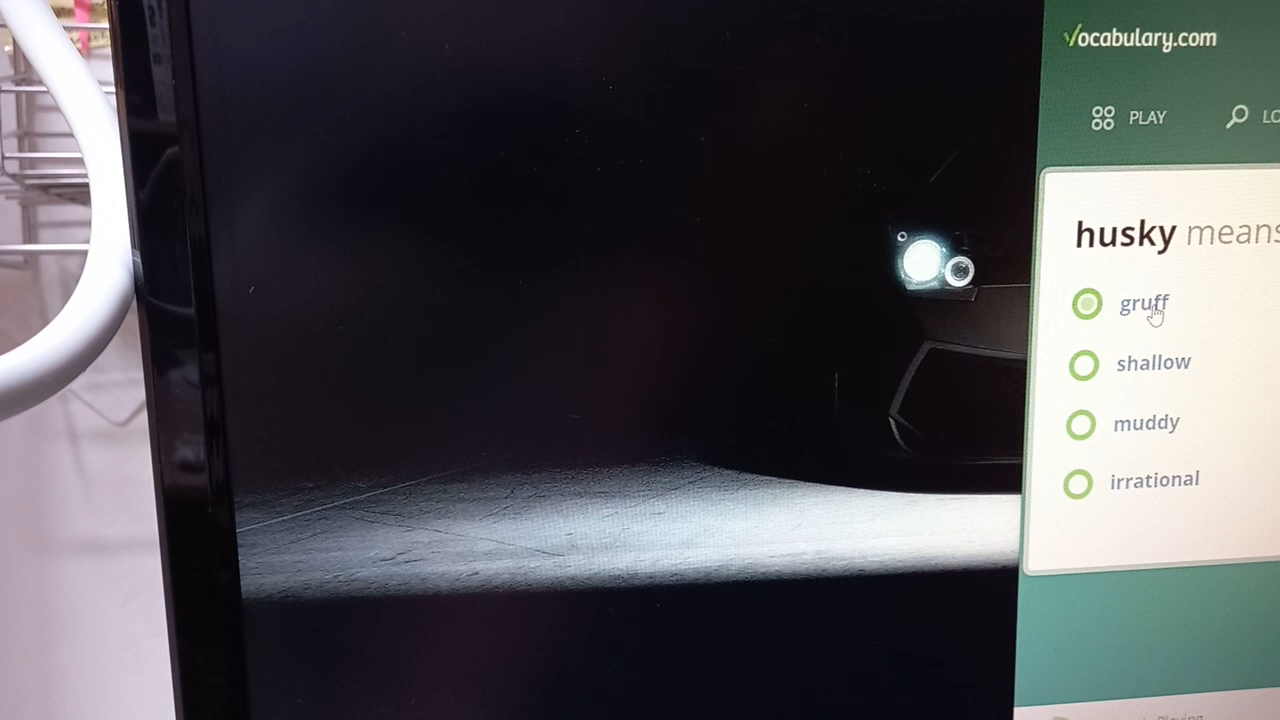 Vocabulary.com
PLAY
husky means
gruff
shallow
muddy
irrational